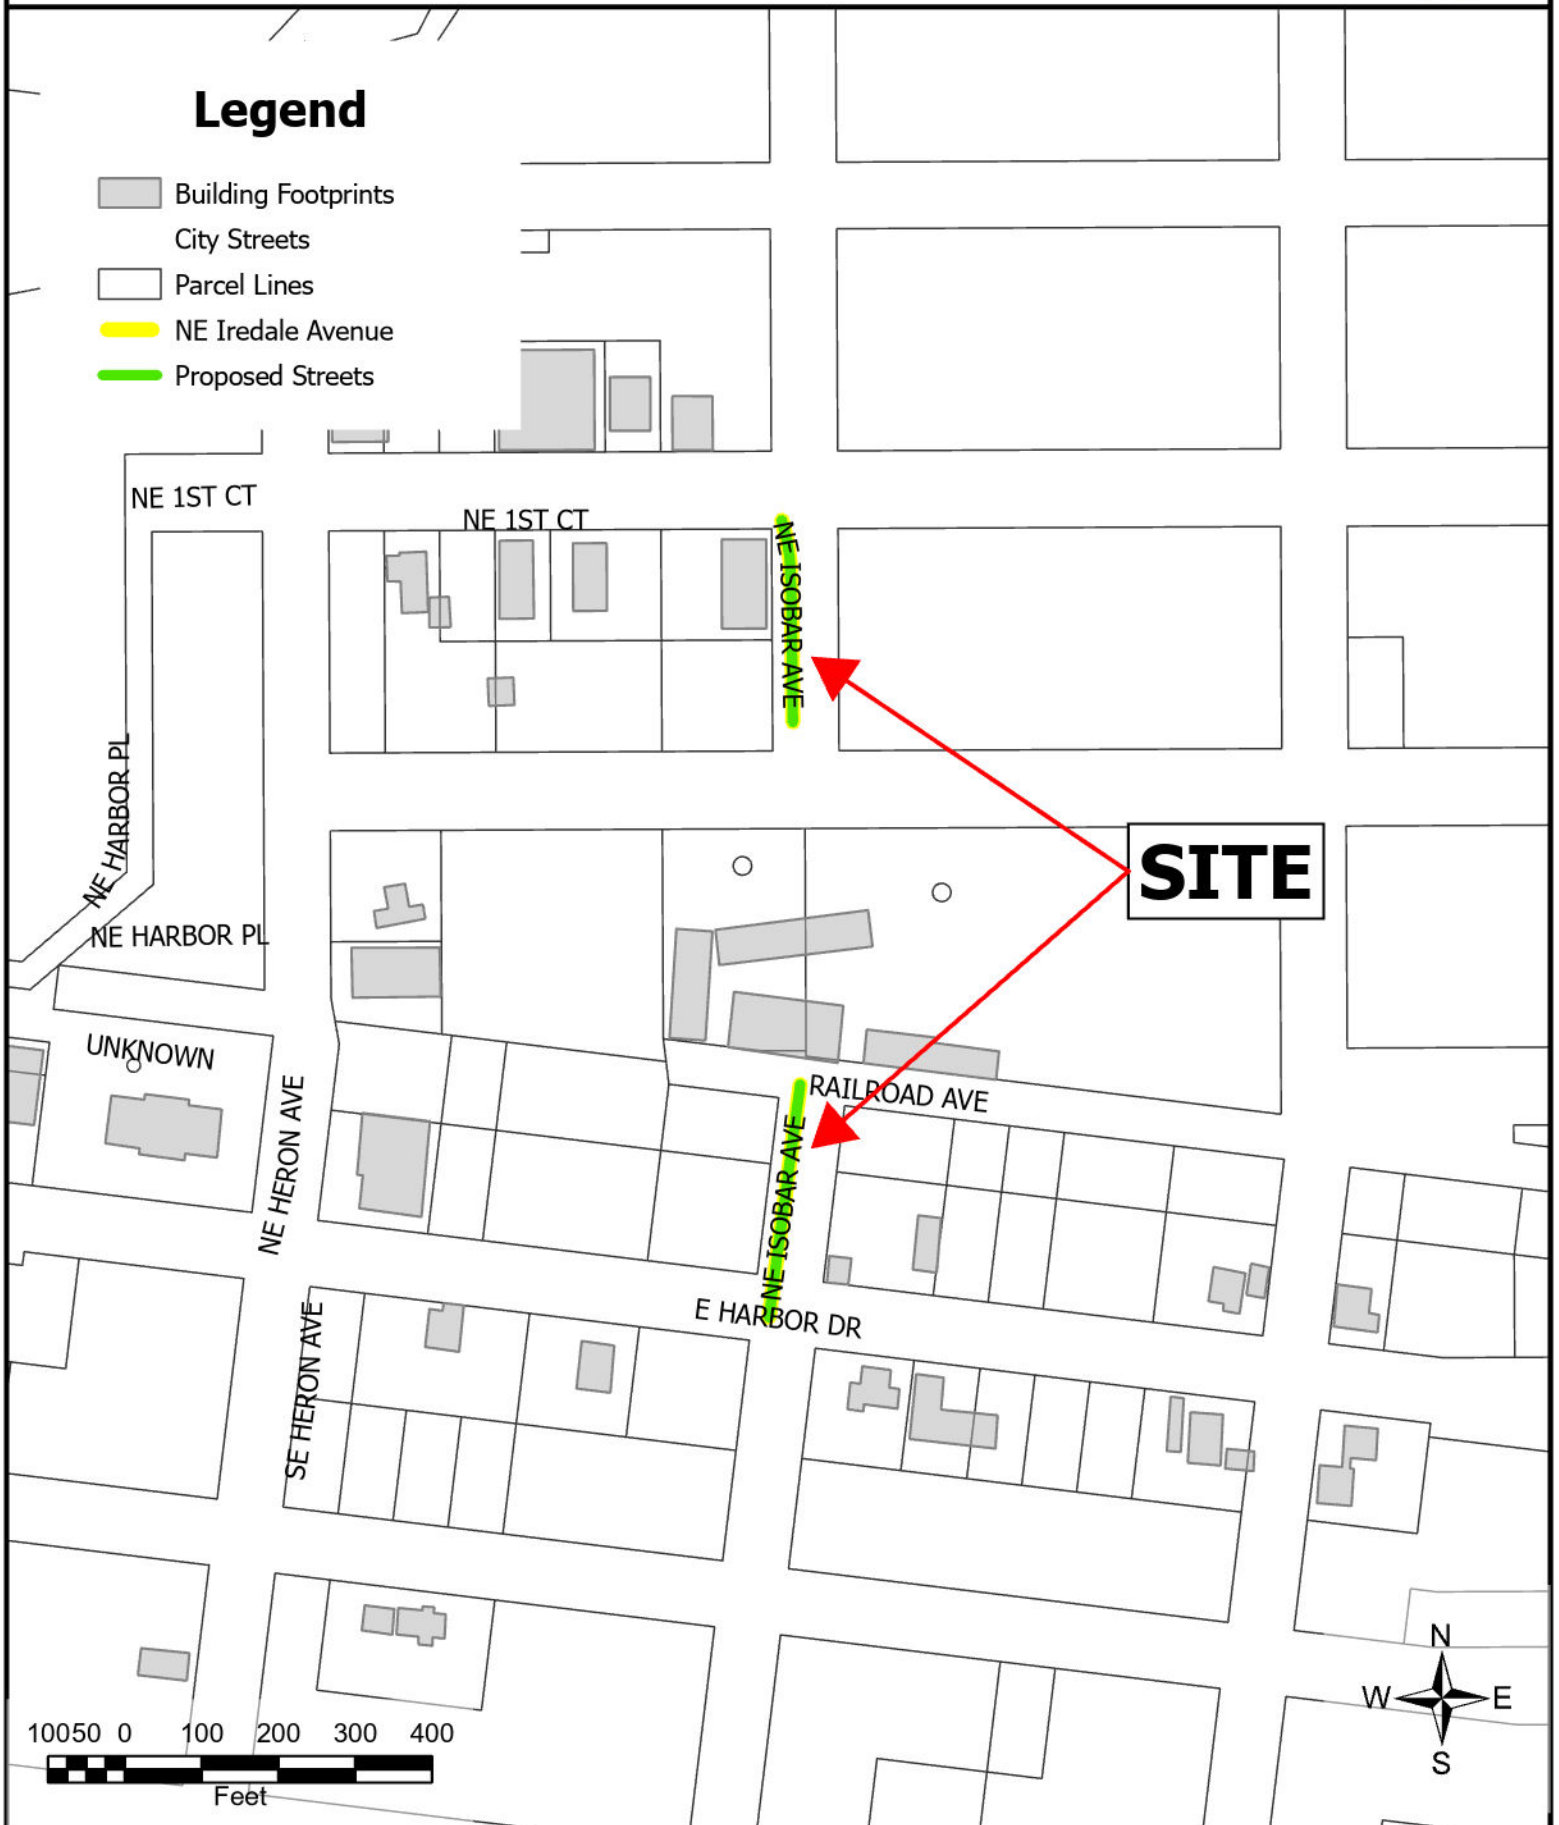 Legend
Building Footprints
City Streets
Parcel Lines
NE Iredale Avenue
Proposed Streets
NE 1ST CT
NE 1ST CT
NE ISOBAR AVE
NE HARBOR PL
SITE
NE HARBOR PL
UNKNOWN
RAILROAD AVE
NE HERON AVE
NE ISOBAR AVE
E HARBOR DR
SE HERON AVE
N
W E
S
10050 0 100 200 300 400
Feet